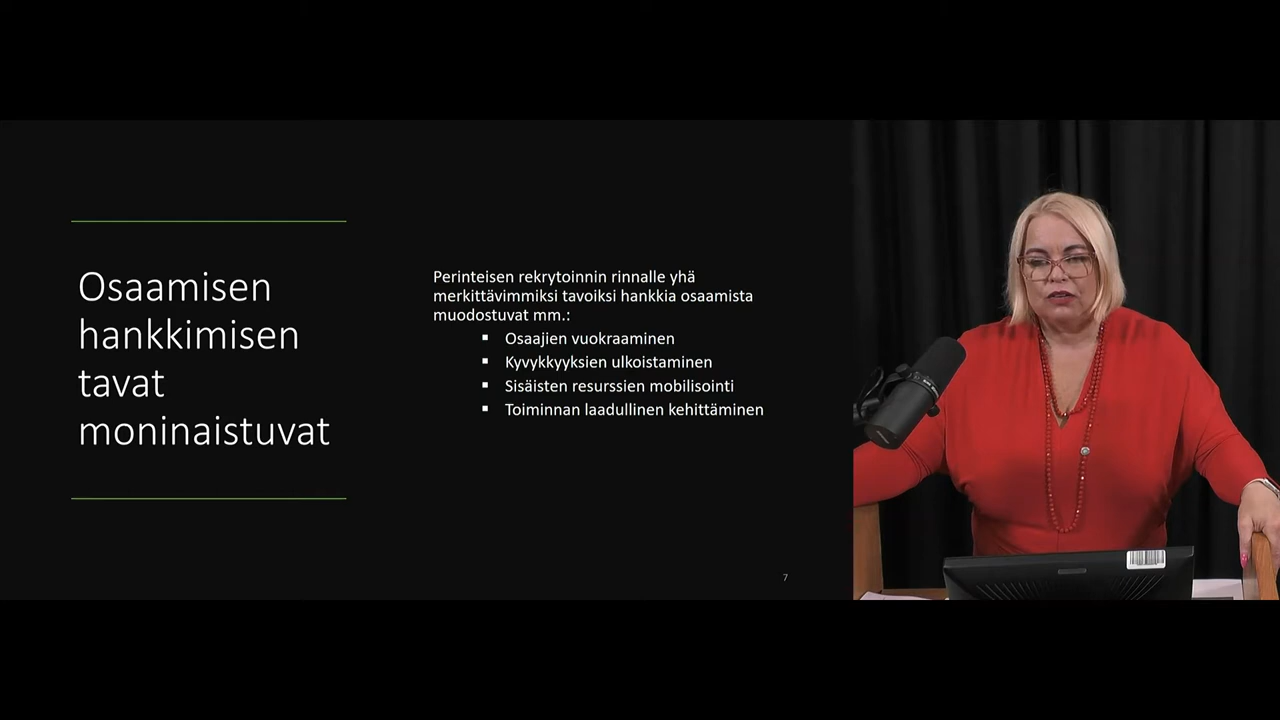 Osaamisen
hankkimisen
tavat
moninaistuvat
Perinteisen rekrytoinnin rinnalle yhä
merkittävimmiksi tavoiksi hankkia osaamista
muodostuvat mm.:
▪ Osaajien vuokraaminen
▪ Kyvykkyyksien ulkoistaminen
▪ Sisäisten resurssien mobilisointi
▪ Toiminnan laadullinen kehittäminen
7